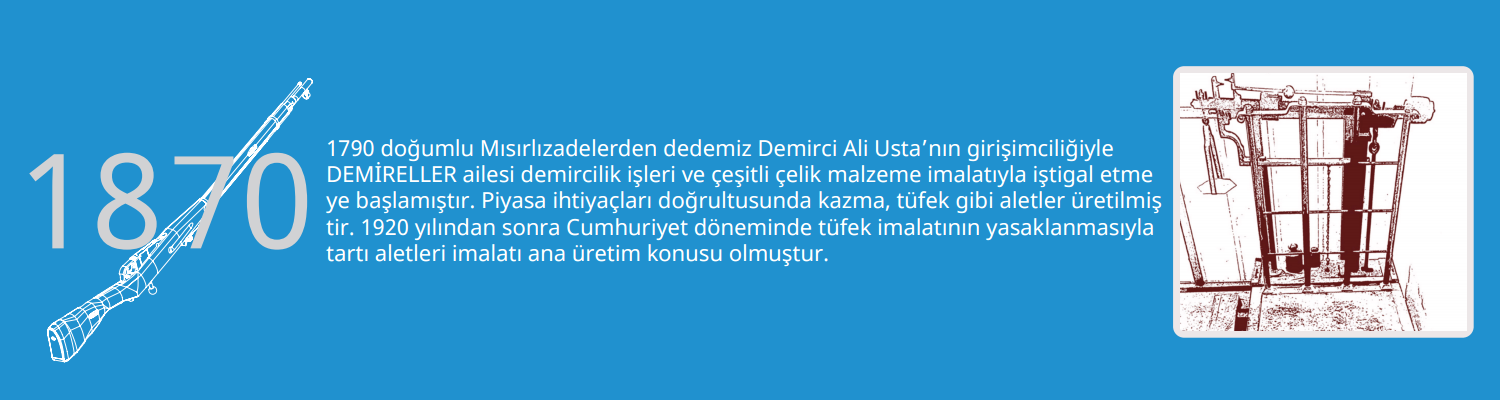 1870
1790 doğumlu Mısırlızadelerden dedemiz Demirci Ali Usta’nın girişimciliğiyle
DEMİRELLER ailesi demircilik işleri ve çeşitli çelik malzeme imalatıyla iştigal etme
ye başlamıştır. Piyasa ihtiyaçları doğrultusunda kazma, tüfek gibi aletler üretilmiş
tir. 1920 yılından sonra Cumhuriyet döneminde tüfek imalatının yasaklanmasıyla
tartı aletleri imalatı ana üretim konusu olmuştur.